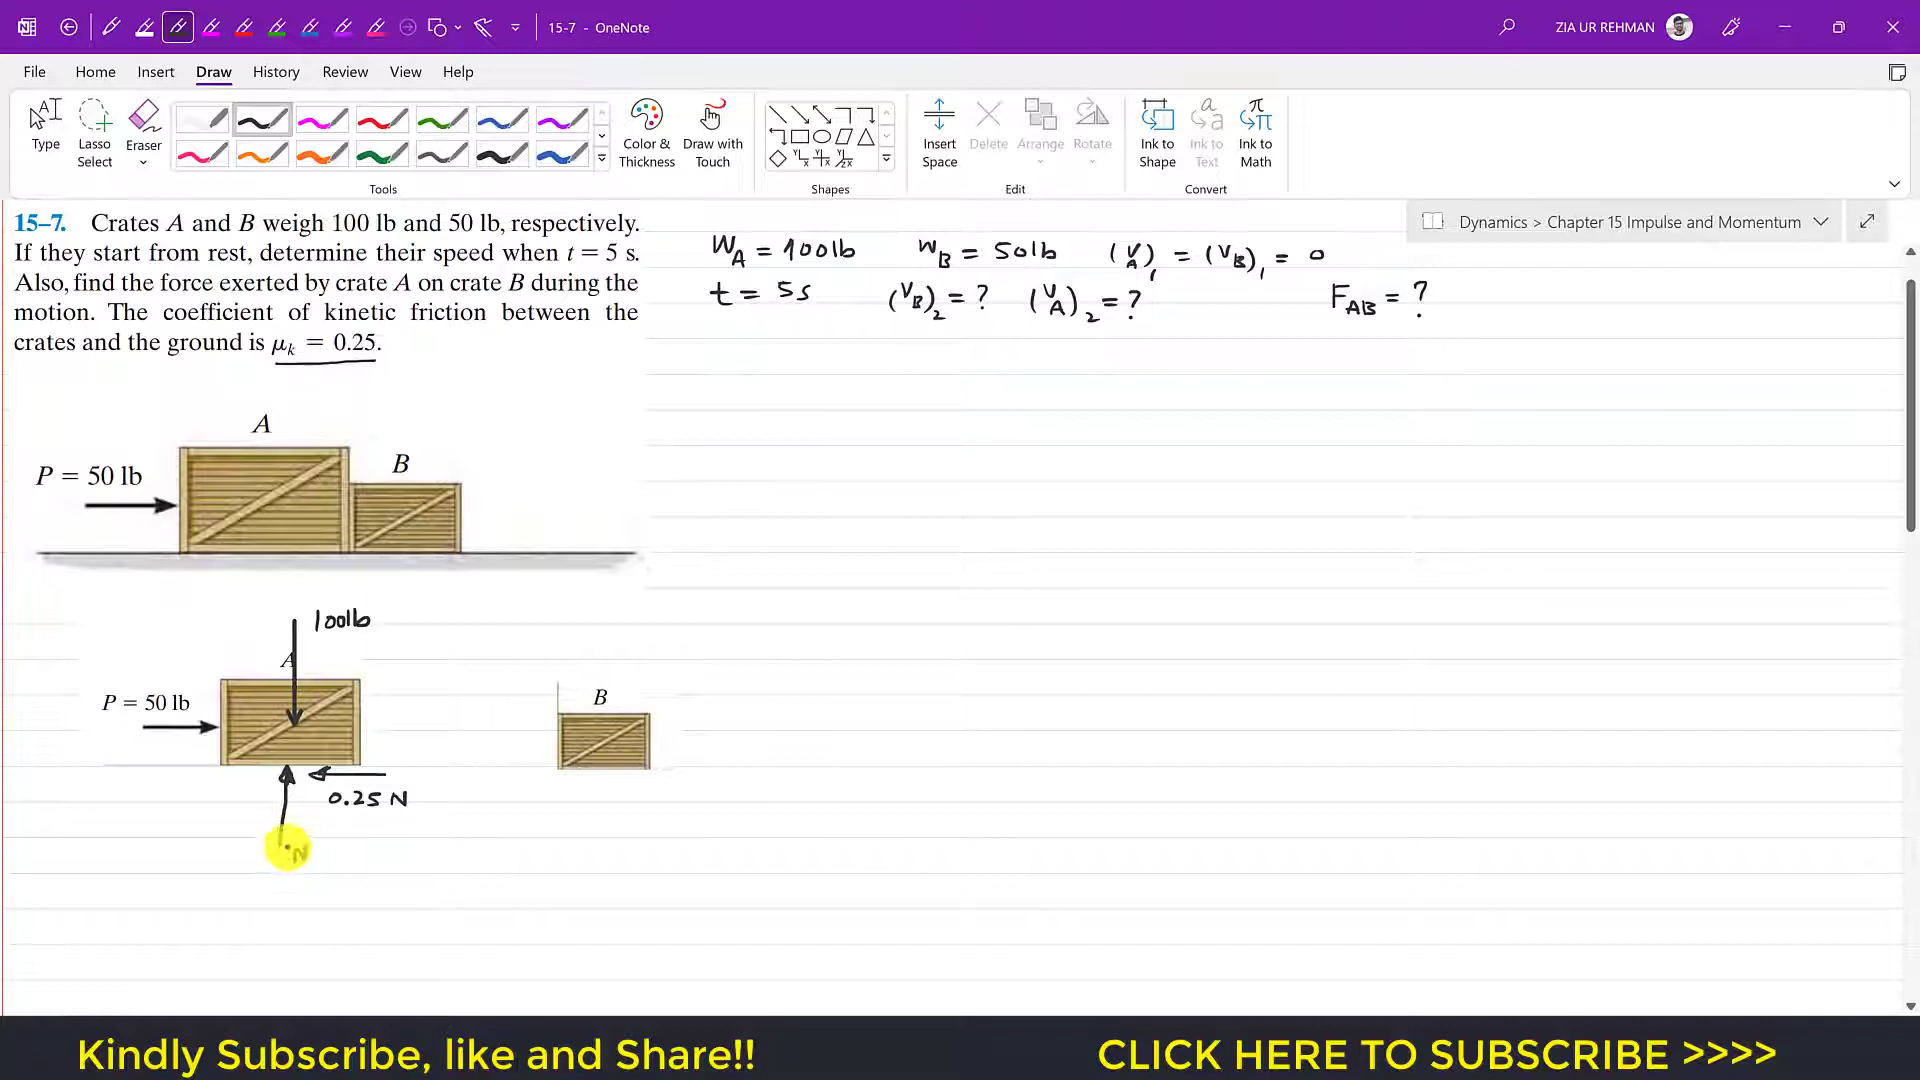 15-7 - OneNote
ZIA UR REHMAN
File Home Insert Draw History Review View Help
Type
Lasso Select
Eraser
Color & Thickness
Draw with Touch
Insert Space
Delete
Arrange
Rotate
Ink to Shape
Ink to Text
Ink to Math
Tools
Shapes
Edit
Convert
Dynamics > Chapter 15 Impulse and Momentum
15–7. Crates A and B weigh 100 lb and 50 lb, respectively.
If they start from rest, determine their speed when t = 5 s.
Also, find the force exerted by crate A on crate B during the
motion. The coefficient of kinetic friction between the
crates and the ground is μk = 0.25.
WA = 100lb WB = 50lb (VA)1 = (VB)1 = 0
t = 5s (VB)2 = ? (VA)2 = ? FAB = ?
A
B
P = 50 lb
100lb
A
P = 50 lb
B
0.25 N
N
Kindly Subscribe, like and Share!!
CLICK HERE TO SUBSCRIBE >>>>